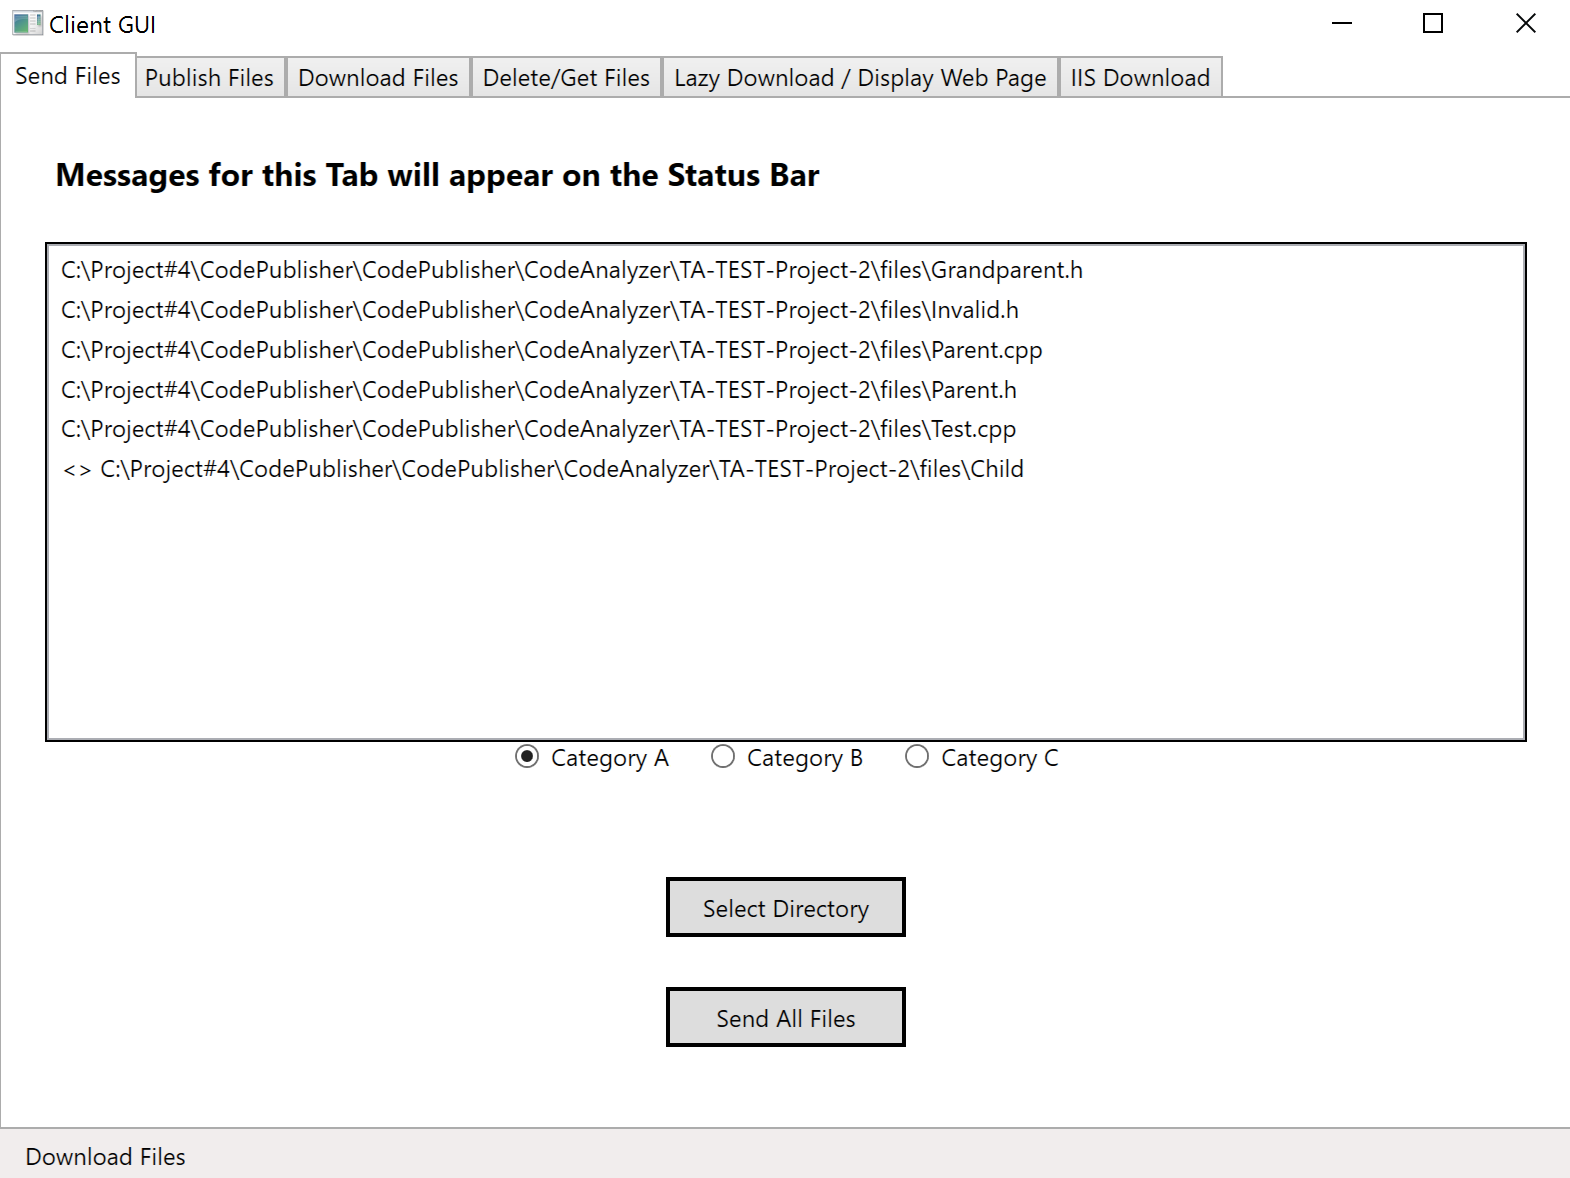 Client GUI
Send Files
Publish Files
Download Files
Delete/Get Files
Lazy Download / Display Web Page
IIS Download
Messages for this Tab will appear on the Status Bar
C:\Project#4\CodePublisher\CodePublisher\CodeAnalyzer\TA-TEST-Project-2\files\Grandparent.h
C:\Project#4\CodePublisher\CodePublisher\CodeAnalyzer\TA-TEST-Project-2\files\Invalid.h
C:\Project#4\CodePublisher\CodePublisher\CodeAnalyzer\TA-TEST-Project-2\files\Parent.cpp
C:\Project#4\CodePublisher\CodePublisher\CodeAnalyzer\TA-TEST-Project-2\files\Parent.h
C:\Project#4\CodePublisher\CodePublisher\CodeAnalyzer\TA-TEST-Project-2\files\Test.cpp
<> C:\Project#4\CodePublisher\CodePublisher\CodeAnalyzer\TA-TEST-Project-2\files\Child
Category A
Category B
Category C
Select Directory
Send All Files
Download Files